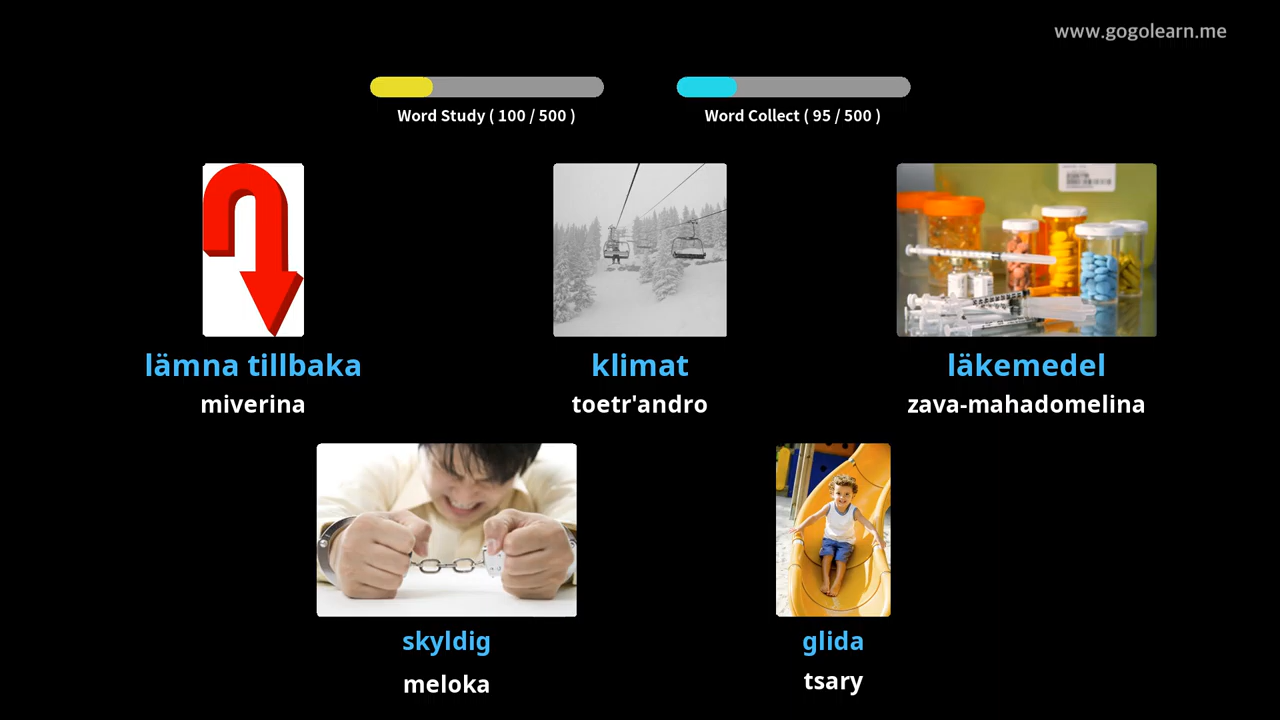 www.gogolearn.me
Word Study ( 100 / 500 )
Word Collect ( 95 / 500 )
lämna tillbaka
miverina
klimat
toetr'andro
läkemedel
zava-mahadomelina
skyldig
meloka
glida
tsary